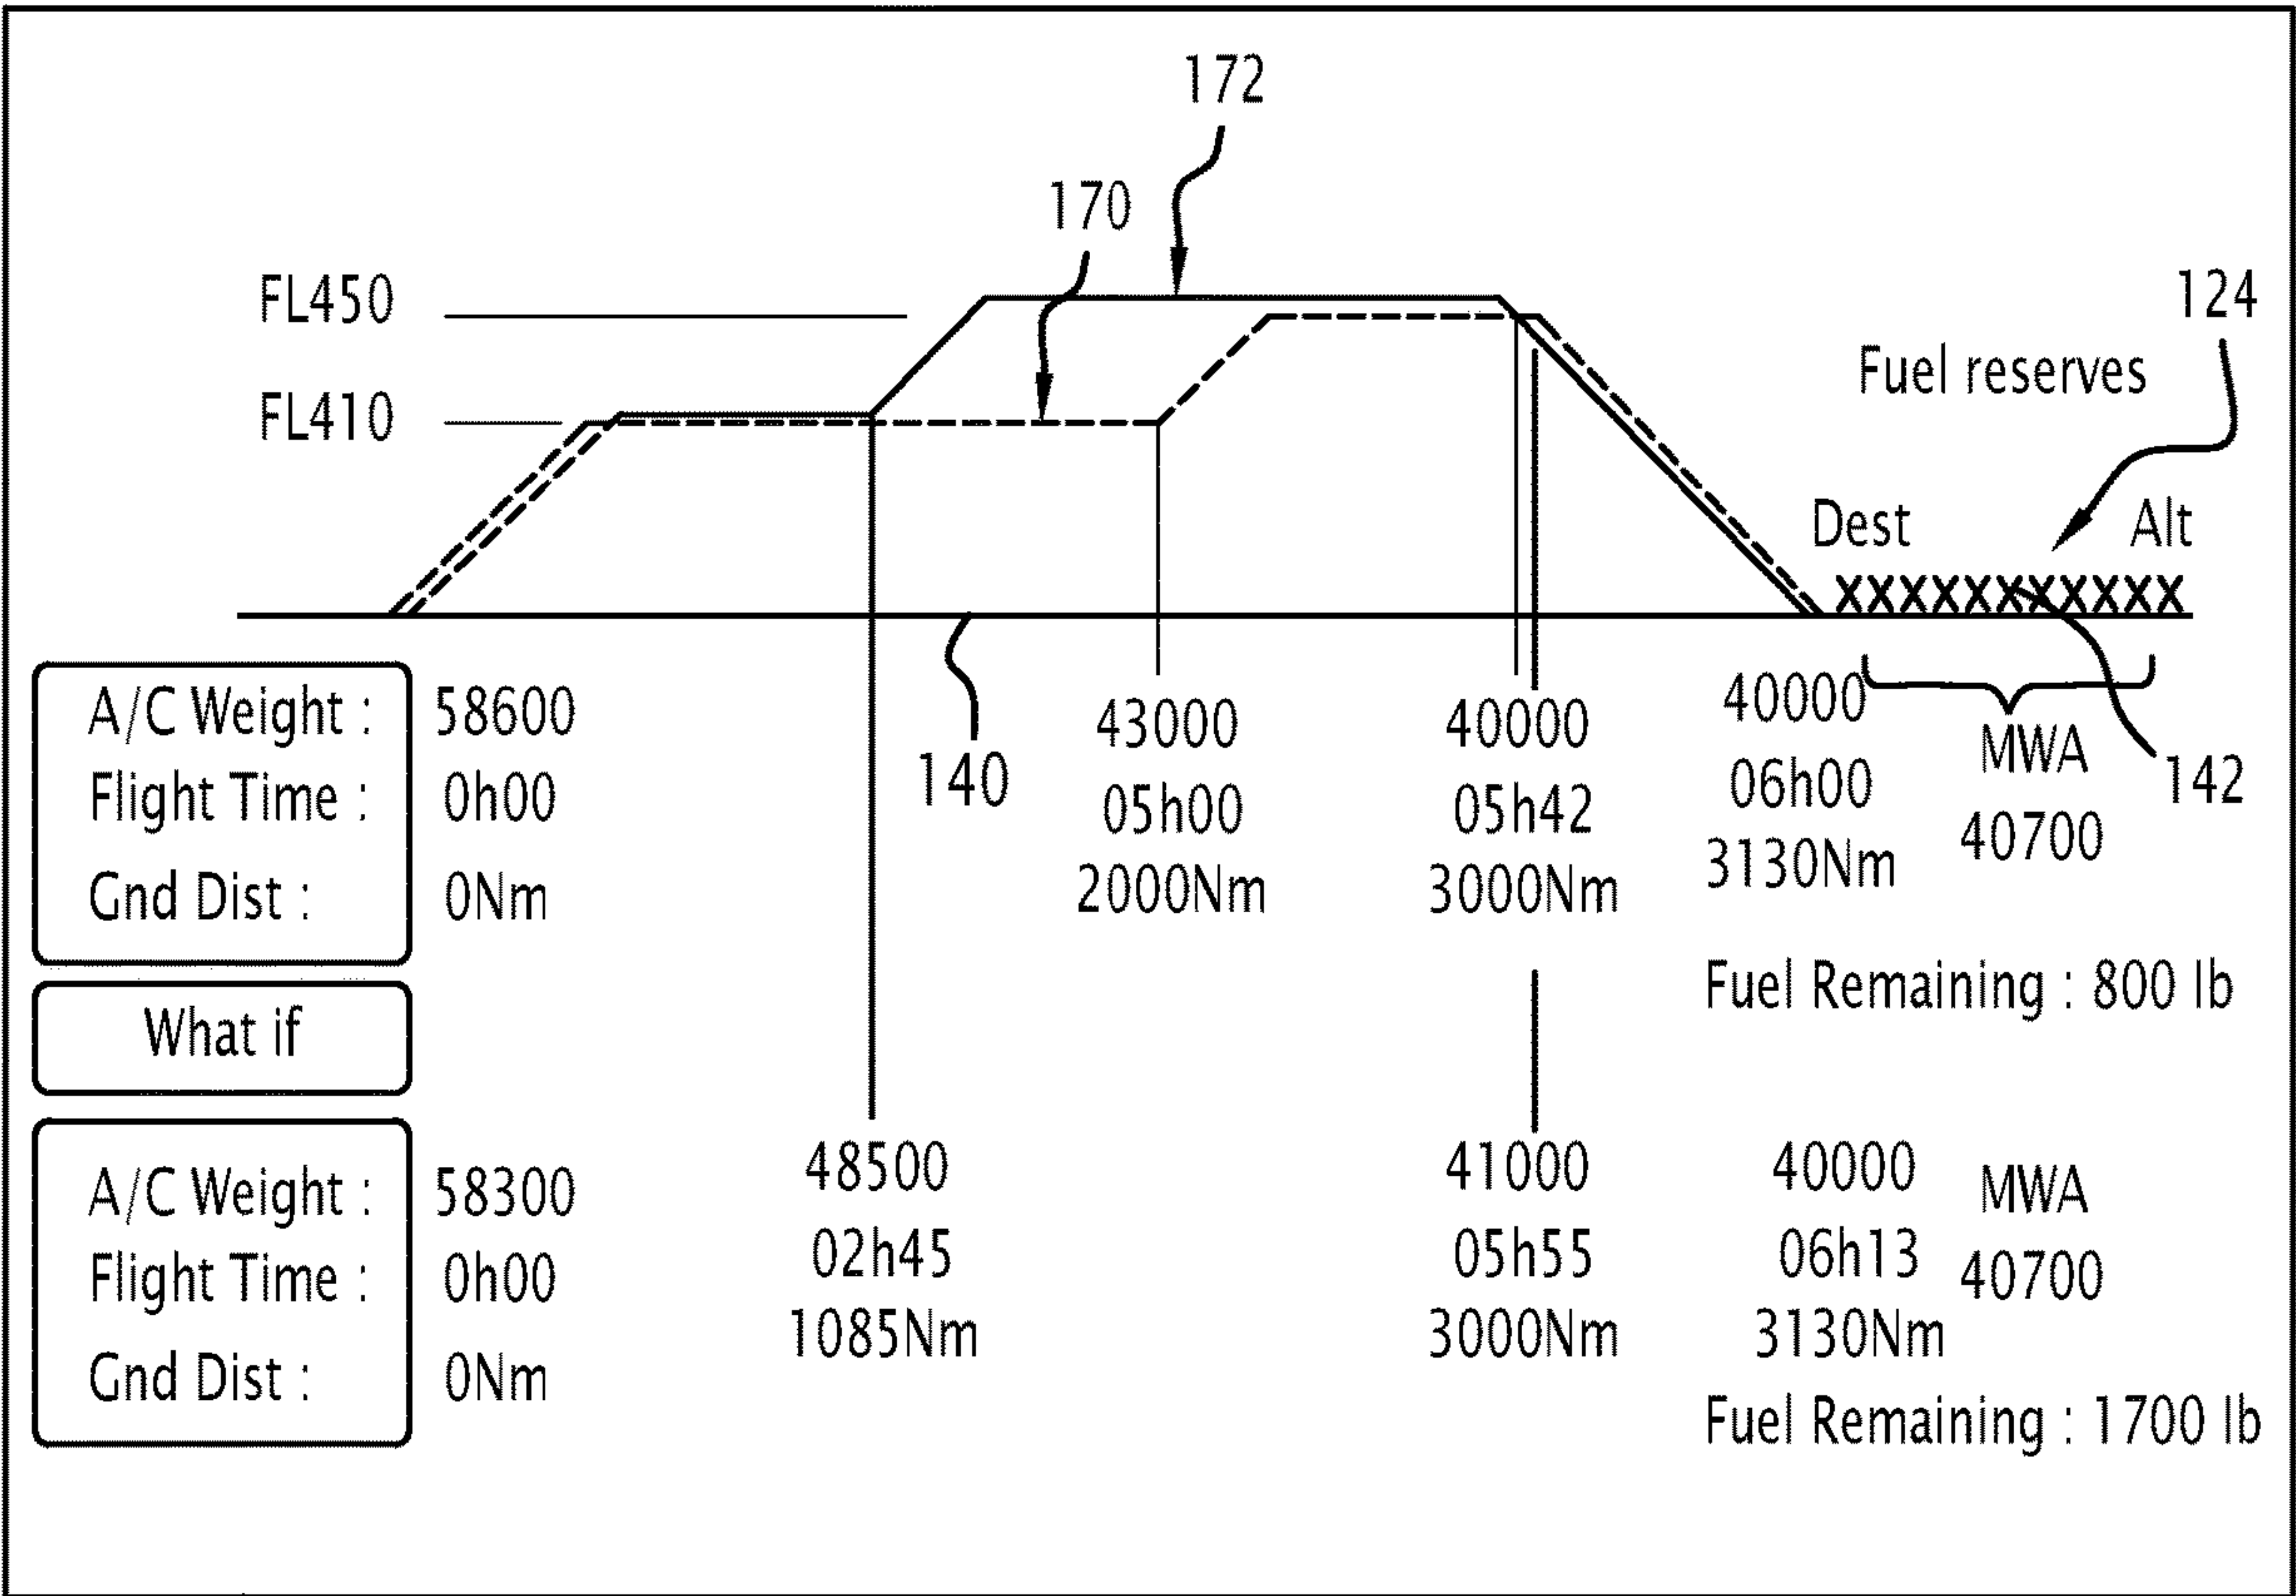 172
170
FL450
124
Fuel reserves
FL410
Dest Alt
XXXXXXXXXXX
A/C Weight : 58600 43000 40000 40000
MWA
140 142
Flight Time : 0h00 05h00 05h42 06h00
40700
Gnd Dist : 0Nm 2000Nm 3000Nm 3130Nm
Fuel Remaining : 800 lb
What if
A/C Weight : 58300 48500 41000 40000 MWA
Flight Time : 0h00 02h45 05h55 06h13 40700
Gnd Dist : 0Nm 1085Nm 3000Nm 3130Nm
Fuel Remaining : 1700 lb